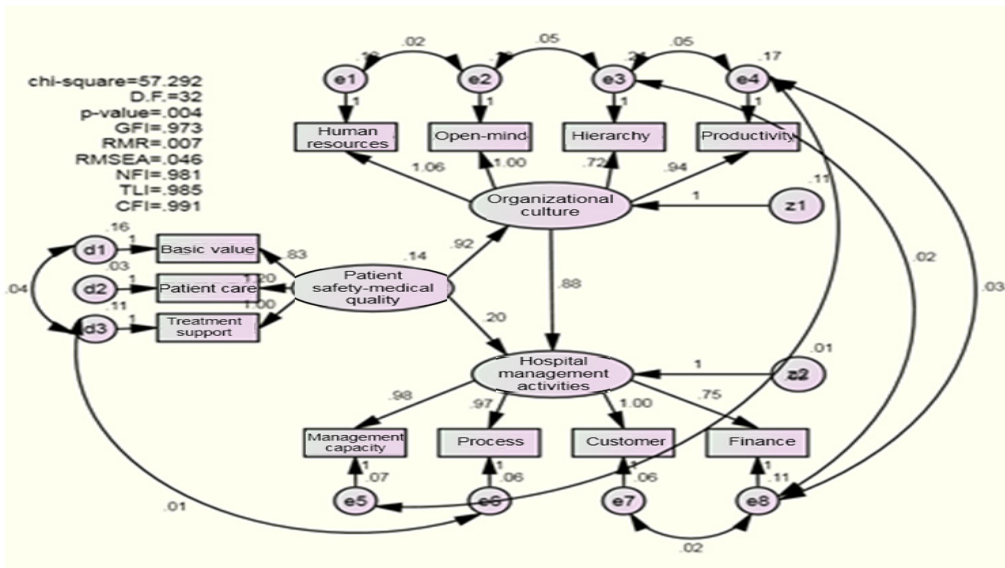 chi-square=57.292
D.F.=32
p-value=.004
GFI=.973
RMR=.007
RMSEA=.046
NFI=.981
TLI=.985
CFI=.991
.02
.05
.05
.17
e1
e2
e3
e4
1
1
1
1
Human
resources
Open-mind
Hierarchy
Productivity
1.06
1.00
.72
.94
.11
Organizational
culture
1
z1
.16
d1
1
Basic value
.83
.14
.92
.03
d2
1
Patient care
1.20
Patient
safety-medical
quality
.04
.11
d3
1
Treatment
support
1.00
.88
.02
.03
.20
.01
Hospital
management
activities
1
z2
.98
.97
1.00
.75
Management
capacity
Process
Customer
Finance
1
1
1
1
.07
.06
.06
.11
e5
e6
e7
e8
.01
.02